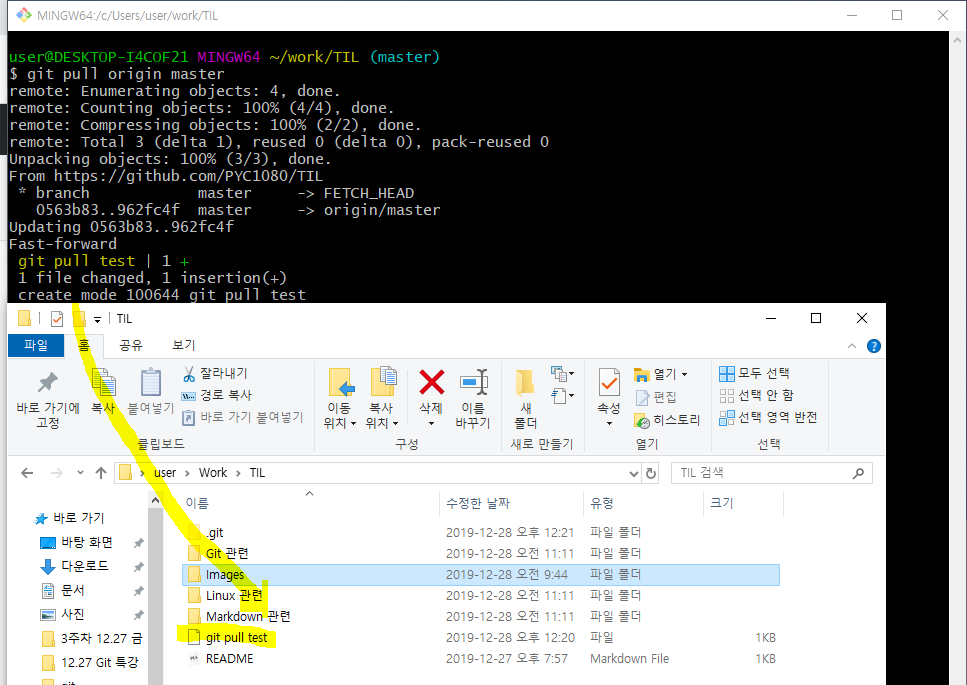 MINGW64:/c/Users/user/work/TIL
user@DESKTOP-I4COF21 MINGW64 ~/work/TIL (master)
$ git pull origin master
remote: Enumerating objects: 4, done.
remote: Counting objects: 100% (4/4), done.
remote: Compressing objects: 100% (2/2), done.
remote: Total 3 (delta 1), reused 0 (delta 0), pack-reused 0
Unpacking objects: 100% (3/3), done.
From https://github.com/PYC1080/TIL
 * branch            master     -> FETCH_HEAD
   0563b83..962fc4f  master     -> origin/master
Updating 0563b83..962fc4f
Fast-forward
 git pull test | 1 +
 1 file changed, 1 insertion(+)
 create mode 100644 git pull test
TIL
파일 홈 공유 보기
바로 가기에 고정
복사
붙여넣기
잘라내기
경로 복사
바로 가기 붙여넣기
클립보드
이동 위치
복사 위치
삭제
이름 바꾸기
구성
새 폴더
새로 만들기
속성
열기
편집
히스토리
열기
모두 선택
선택 안 함
선택 영역 반전
선택
user > Work > TIL
TIL 검색
이름 수정한 날짜 유형 크기
바로 가기
바탕 화면
다운로드
문서
사진
3주차 12.27 금
12.27 Git 특강
.git 2019-12-28 오후 12:21 파일 폴더
Git 관련 2019-12-28 오전 11:11 파일 폴더
Images 2019-12-28 오전 9:44 파일 폴더
Linux 관련 2019-12-28 오전 11:11 파일 폴더
Markdown 관련 2019-12-28 오전 11:11 파일 폴더
git pull test 2019-12-28 오후 12:20 파일 1KB
README 2019-12-27 오후 7:57 Markdown File 1KB